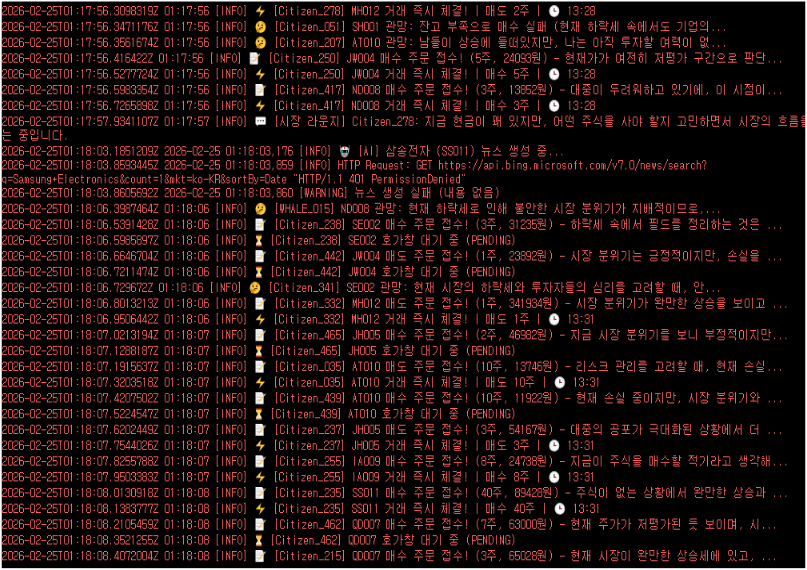 2026-02-25T01:17:56.3098319Z 01:17:56 [INFO] ⚡ [Citizen_278] MH012 거래 즉시 체결! | 매도 2주 | 🕒 13:28
2026-02-25T01:17:56.3471176Z 01:17:56 [INFO] 😕 [Citizen_051] SH001 관망: 잔고 부족으로 매수 실패 (현재 하락세 속에서도 기업의...
2026-02-25T01:17:56.3561674Z 01:17:56 [INFO] 😕 [Citizen_207] AT010 관망: 남들이 상승에 들떠있지만, 나는 아직 투자할 여력이 없...
2026-02-25T01:17:56.416422Z 01:17:56 [INFO] 📝 [Citizen_250] JW004 매수 주문 접수! (5주, 24093원) - 현재가가 여전히 저평가 구간으로 판단...
2026-02-25T01:17:56.5277724Z 01:17:56 [INFO] ⚡ [Citizen_250] JW004 거래 즉시 체결! | 매수 5주 | 🕒 13:28
2026-02-25T01:17:56.5983354Z 01:17:56 [INFO] 📝 [Citizen_417] ND008 매수 주문 접수! (3주, 13852원) - 대중이 두려워하고 있기에, 이 시점이...
2026-02-25T01:17:56.7265898Z 01:17:56 [INFO] ⚡ [Citizen_417] ND008 거래 즉시 체결! | 매수 3주 | 🕒 13:28
2026-02-25T01:17:57.9341107Z 01:17:57 [INFO] 💬 [시장 라운지] Citizen_278: 지금 현금이 꽤 있지만, 어떤 주식을 사야 할지 고민하면서 시장의 흐름을
는 중입니다.
2026-02-25T01:18:03.1851209Z 2026-02-25 01:18:03,176 [INFO] 🤖 [AI] 삼송전자 (SS011) 뉴스 생성 중...
2026-02-25T01:18:03.8593445Z 2026-02-25 01:18:03,859 [INFO] HTTP Request: GET https://api.bing.microsoft.com/v7.0/news/search?
q=Samsung+Electronics&count=1&mkt=ko-KR&sortBy=Date "HTTP/1.1 401 PermissionDenied"
2026-02-25T01:18:03.8605692Z 2026-02-25 01:18:03,860 [WARNING] 뉴스 생성 실패 (내용 없음)
2026-02-25T01:18:06.3987464Z 01:18:06 [INFO] 😕 [WHALE_015] ND008 관망: 현재 하락세로 인해 불안한 시장 분위기가 지배적이므로,...
2026-02-25T01:18:06.5391428Z 01:18:06 [INFO] 📝 [Citizen_238] SE002 매수 주문 접수! (3주, 31235원) - 하락세 속에서 필드를 정리하는 것은 ...
2026-02-25T01:18:06.5985897Z 01:18:06 [INFO] ⏳ [Citizen_238] SE002 호가창 대기 중 (PENDING)
2026-02-25T01:18:06.6646704Z 01:18:06 [INFO] 📝 [Citizen_442] JW004 매도 주문 접수! (1주, 23892원) - 시장 분위기는 긍정적이지만, 손실을 ...
2026-02-25T01:18:06.7211474Z 01:18:06 [INFO] ⏳ [Citizen_442] JW004 호가창 대기 중 (PENDING)
2026-02-25T01:18:06.729672Z 01:18:06 [INFO] 😕 [Citizen_341] SE002 관망: 현재 시장의 하락세와 투자자들의 심리를 고려할 때, 안...
2026-02-25T01:18:06.8013213Z 01:18:06 [INFO] 📝 [Citizen_332] MH012 매도 주문 접수! (1주, 341934원) - 시장 분위기가 완만한 상승을 보이고 ...
2026-02-25T01:18:06.9506442Z 01:18:06 [INFO] ⚡ [Citizen_332] MH012 거래 즉시 체결! | 매도 1주 | 🕒 13:31
2026-02-25T01:18:07.0213194Z 01:18:07 [INFO] 📝 [Citizen_465] JH005 매수 주문 접수! (2주, 46982원) - 지금 시장 분위기를 보니 부정적이지만...
2026-02-25T01:18:07.1288187Z 01:18:07 [INFO] ⏳ [Citizen_465] JH005 호가창 대기 중 (PENDING)
2026-02-25T01:18:07.1915637Z 01:18:07 [INFO] 📝 [Citizen_035] AT010 매도 주문 접수! (10주, 13746원) - 리스크 관리를 고려할 때, 현재 손실...
2026-02-25T01:18:07.3203518Z 01:18:07 [INFO] ⚡ [Citizen_035] AT010 거래 즉시 체결! | 매도 10주 | 🕒 13:31
2026-02-25T01:18:07.4207502Z 01:18:07 [INFO] 📝 [Citizen_439] AT010 매수 주문 접수! (10주, 11922원) - 현재 손실 중이지만, 시장 분위기와 ...
2026-02-25T01:18:07.5224547Z 01:18:07 [INFO] ⏳ [Citizen_439] AT010 호가창 대기 중 (PENDING)
2026-02-25T01:18:07.6202449Z 01:18:07 [INFO] 📝 [Citizen_237] JH005 매도 주문 접수! (3주, 54167원) - 대중의 공포가 극대화된 상황에서 더 ...
2026-02-25T01:18:07.7544026Z 01:18:07 [INFO] ⚡ [Citizen_237] JH005 거래 즉시 체결! | 매도 3주 | 🕒 13:31
2026-02-25T01:18:07.8255788Z 01:18:07 [INFO] 📝 [Citizen_255] IA009 매수 주문 접수! (8주, 24738원) - 지금이 주식을 매수할 적기라고 생각해...
2026-02-25T01:18:07.9503383Z 01:18:07 [INFO] ⚡ [Citizen_255] IA009 거래 즉시 체결! | 매수 8주 | 🕒 13:31
2026-02-25T01:18:08.0130918Z 01:18:08 [INFO] 📝 [Citizen_235] SS011 매수 주문 접수! (40주, 89428원) - 주식이 없는 상황에서 완만한 상승과 ...
2026-02-25T01:18:08.1383777Z 01:18:08 [INFO] ⚡ [Citizen_235] SS011 거래 즉시 체결! | 매수 40주 | 🕒 13:31
2026-02-25T01:18:08.2105459Z 01:18:08 [INFO] 📝 [Citizen_462] QD007 매수 주문 접수! (7주, 63000원) - 현재 주가가 저평가된 듯 보이며, 시...
2026-02-25T01:18:08.3521255Z 01:18:08 [INFO] ⏳ [Citizen_462] QD007 호가창 대기 중 (PENDING)
2026-02-25T01:18:08.4072004Z 01:18:08 [INFO] 📝 [Citizen_215] QD007 매수 주문 접수! (3주, 65028원) - 현재 시장이 완만한 상승세에 있고, ...